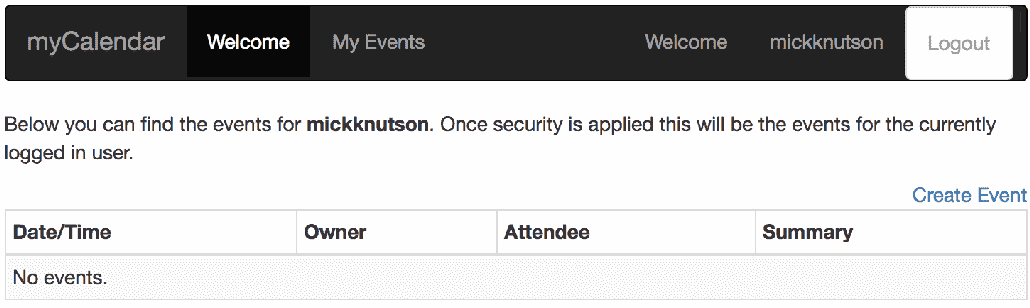 myCalendar Welcome My Events Welcome mickknutson Logout
Below you can find the events for mickknutson. Once security is applied this will be the events for the currently
logged in user.
Create Event
Date/Time Owner Attendee Summary
No events.